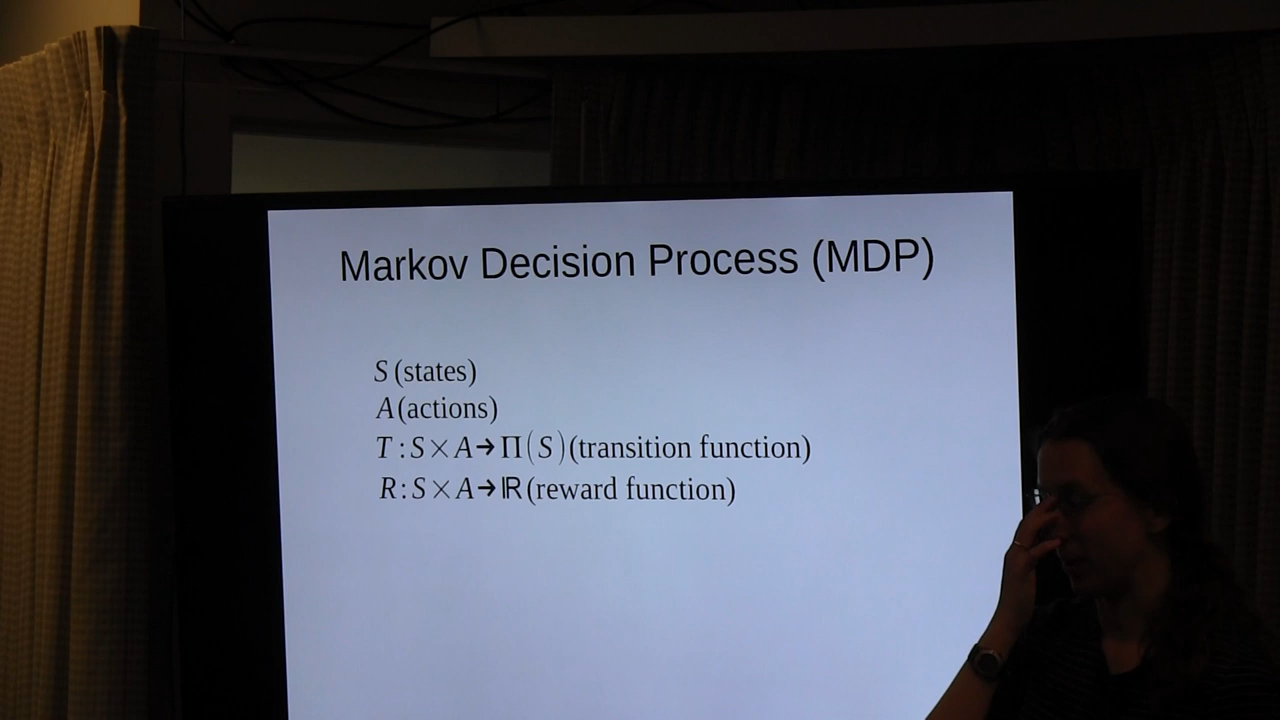 Markov Decision Process (MDP)
S (states)
A (actions)
T : S × A → Π(S) (transition function)
R : S × A → ℝ (reward function)